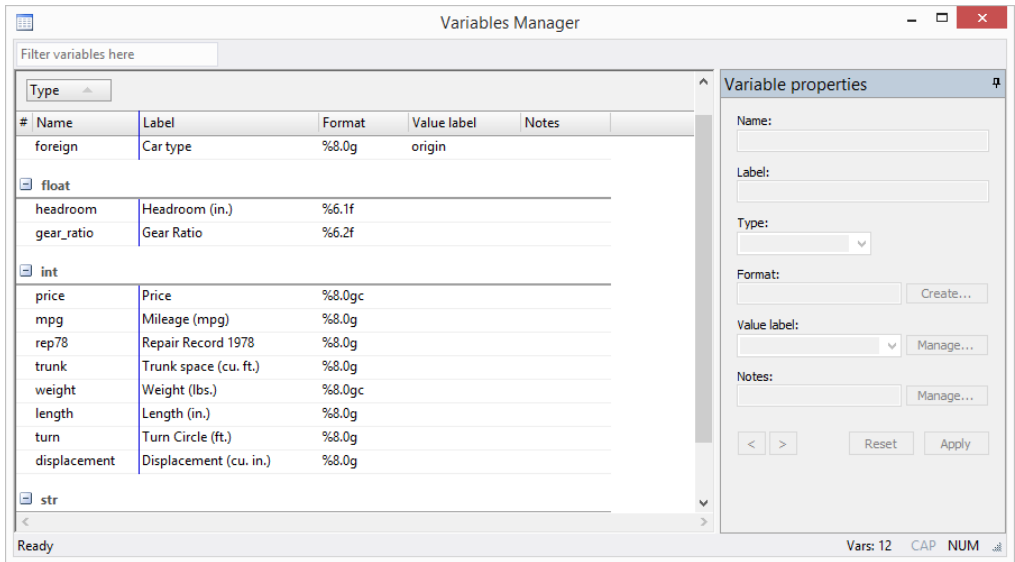 Variables Manager
Filter variables here
Type
# Name Label Format Value label Notes
foreign Car type %8.0g origin
float
headroom Headroom (in.) %6.1f
gear_ratio Gear Ratio %6.2f
int
price Price %8.0gc
mpg Mileage (mpg) %8.0g
rep78 Repair Record 1978 %8.0g
trunk Trunk space (cu. ft.) %8.0g
weight Weight (lbs.) %8.0gc
length Length (in.) %8.0g
turn Turn Circle (ft.) %8.0g
displacement Displacement (cu. in.) %8.0g
str
Variable properties
Name:
Label:
Type:
Format:
Create...
Value label:
Manage...
Notes:
Manage...
< > Reset Apply
Ready Vars: 12 CAP NUM